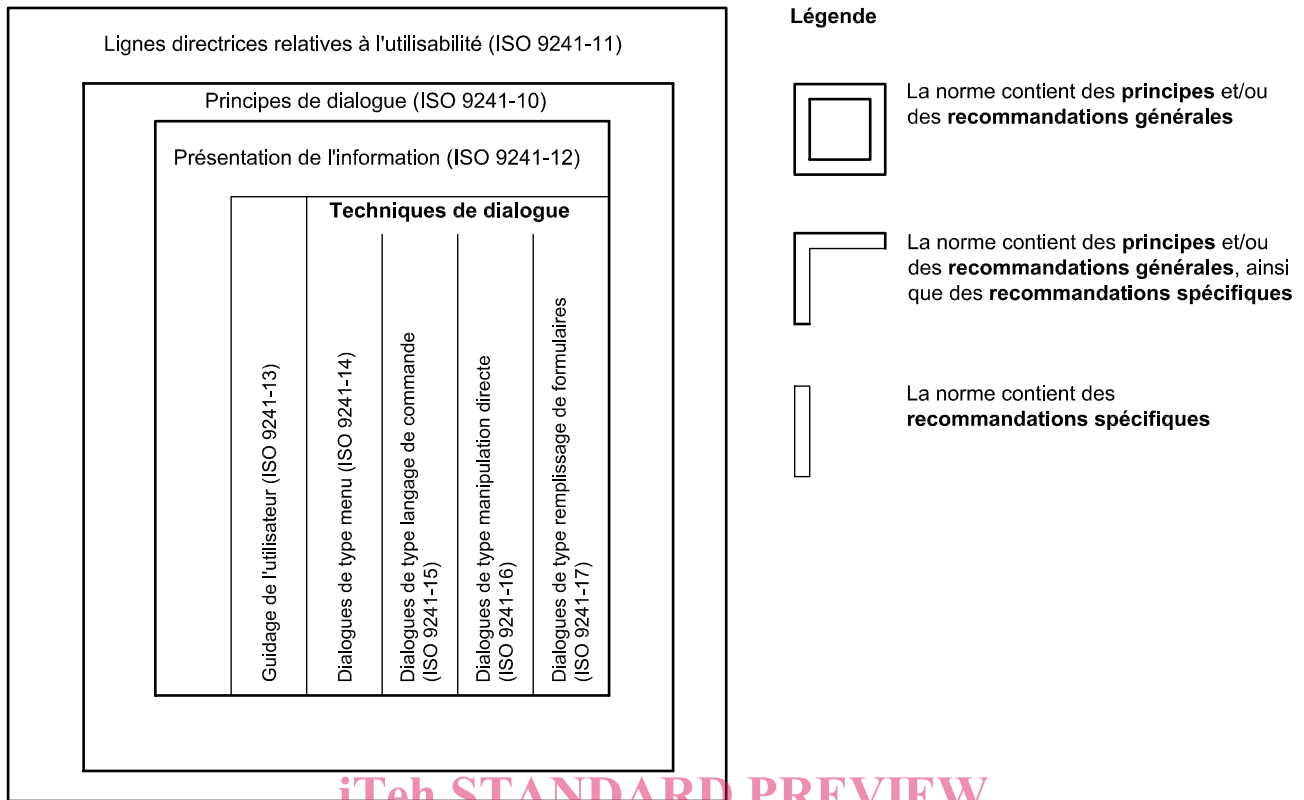 Lignes directrices relatives à l'utilisabilité (ISO 9241-11)
Principes de dialogue (ISO 9241-10)
Présentation de l'information (ISO 9241-12)
Techniques de dialogue
Guidage de l'utilisateur (ISO 9241-13)
Dialogues de type menu (ISO 9241-14)
Dialogues de type langage de commande
(ISO 9241-15)
Dialogues de type manipulation directe
(ISO 9241-16)
Dialogues de type remplissage de formulaires
(ISO 9241-17)
Légende
La norme contient des principes et/ou
des recommandations générales
La norme contient des principes et/ou
des recommandations générales, ainsi
que des recommandations spécifiques
La norme contient des
recommandations spécifiques
iTeh STANDARD PREVIEW